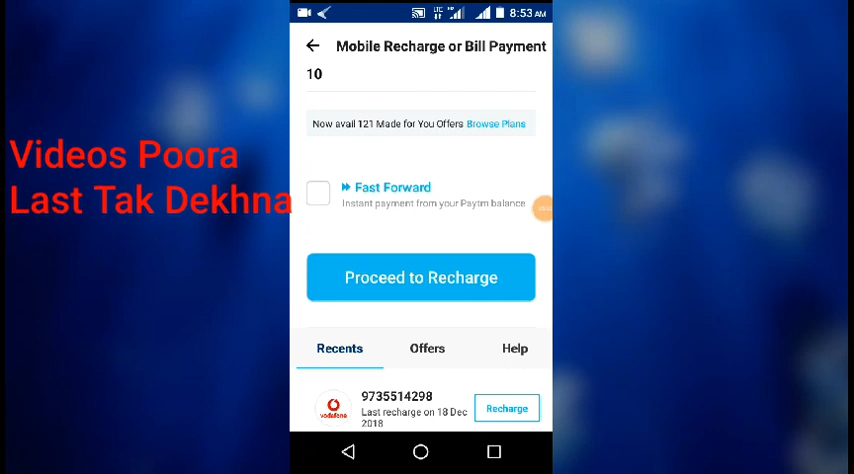 8:53 AM
Mobile Recharge or Bill Payment
10
Now avail 121 Made for You Offers Browse Plans
Videos Poora
Last Tak Dekhna
Fast Forward
Instant payment from your Paytm balance
Proceed to Recharge
Recents Offers Help
vodafone
9735514298
Last recharge on 18 Dec
2018
Recharge